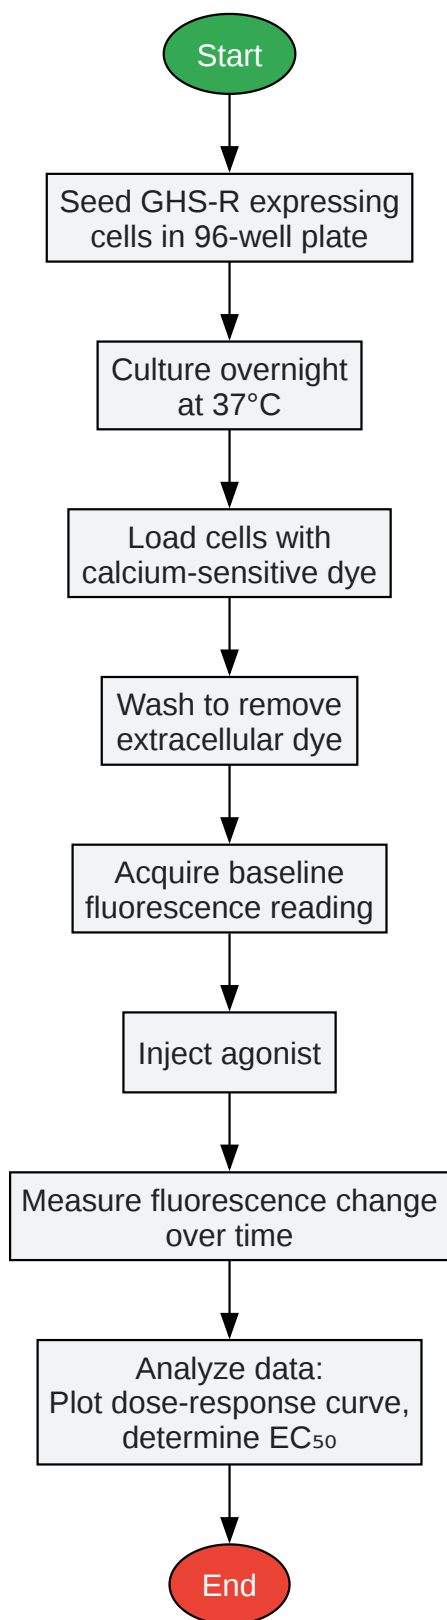 Start
Seed GHS-R expressing
cells in 96-well plate
Culture overnight
at 37°C
Load cells with
calcium-sensitive dye
Wash to remove
extracellular dye
Acquire baseline
fluorescence reading
Inject agonist
Measure fluorescence change
over time
Analyze data:
Plot dose-response curve,
determine EC₅₀
End